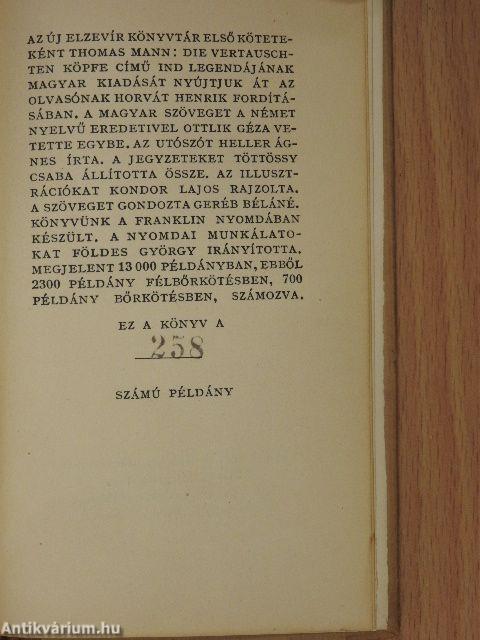 AZ ÚJ ELZEVÍR KÖNYVTÁR ELSŐ KÖTETE-
KÉNT THOMAS MANN: DIE VERTAUSCH-
TEN KÖPFE CÍMŰ IND LEGENDÁJÁNAK
MAGYAR KIADÁSÁT NYÚJTJUK ÁT AZ
OLVASÓNAK HORVÁT HENRIK FORDÍTÁ-
SÁBAN. A MAGYAR SZÖVEGET A NÉMET
NYELVŰ EREDETIVEL OTTLIK GÉZA VE-
TETTE EGYBE. AZ UTÓSZÓT HELLER ÁG-
NES ÍRTA. A JEGYZETEKET TÖTTÖSSY
CSABA ÁLLÍTOTTA ÖSSZE. AZ ILLUSZT-
RÁCIÓKAT KONDOR LAJOS RAJZOLTA.
A SZÖVEGET GONDOZTA GERÉB BÉLÁNÉ.
KÖNYVÜNK A FRANKLIN NYOMDÁBAN
KÉSZÜLT. A NYOMDAI MUNKÁLATO-
KAT FÖLDES GYÖRGY IRÁNYÍTOTTA.
MEGJELENT 13 000 PÉLDÁNYBAN, EBBŐL
2300 PÉLDÁNY FÉLBŐRKÖTÉSBEN, 700
PÉLDÁNY BŐRKÖTÉSBEN, SZÁMOZVA.
EZ A KÖNYV A
258
SZÁMÚ PÉLDÁNY
Antikvárium.hu